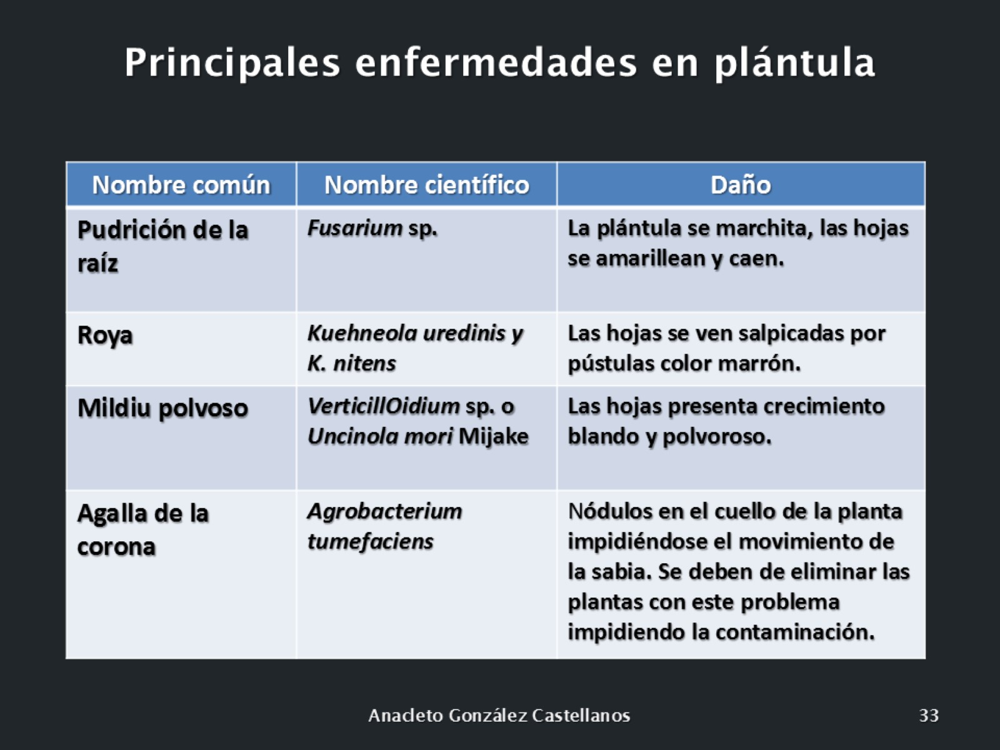 Principales enfermedades en plántula
Nombre común
Nombre científico
Daño
Pudrición de la
raíz
Fusarium sp.
La plántula se marchita, las hojas
se amarillean y caen.
Roya
Kuehneola uredinis y
K. nitens
Las hojas se ven salpicadas por
pústulas color marrón.
Mildiu polvoso
VerticillOidium sp. o
Uncinola mori Mijake
Las hojas presenta crecimiento
blando y polvoroso.
Agalla de la
corona
Agrobacterium
tumefaciens
Nódulos en el cuello de la planta
impidiéndose el movimiento de
la sabia. Se deben de eliminar las
plantas con este problema
impidiendo la contaminación.
Anacleto González Castellanos
33